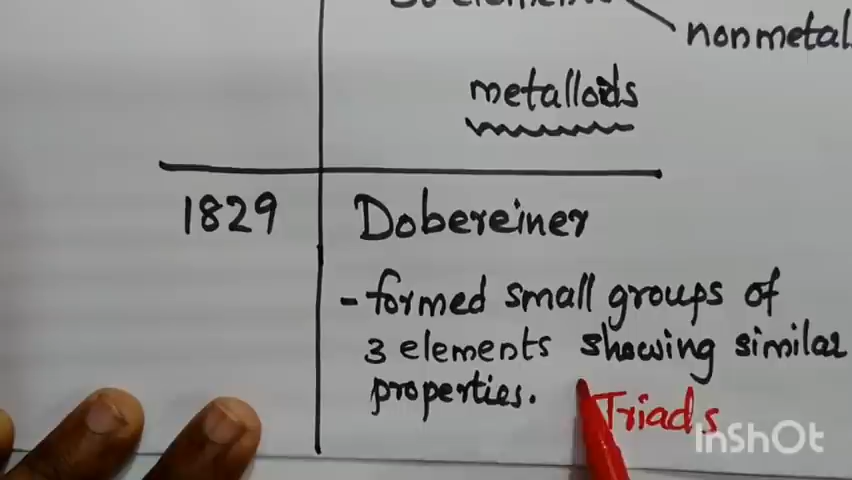 nonmetal
metalloids
1829 Dobereiner
- formed small groups of
3 elements showing similar
properties. Triads
InShOt